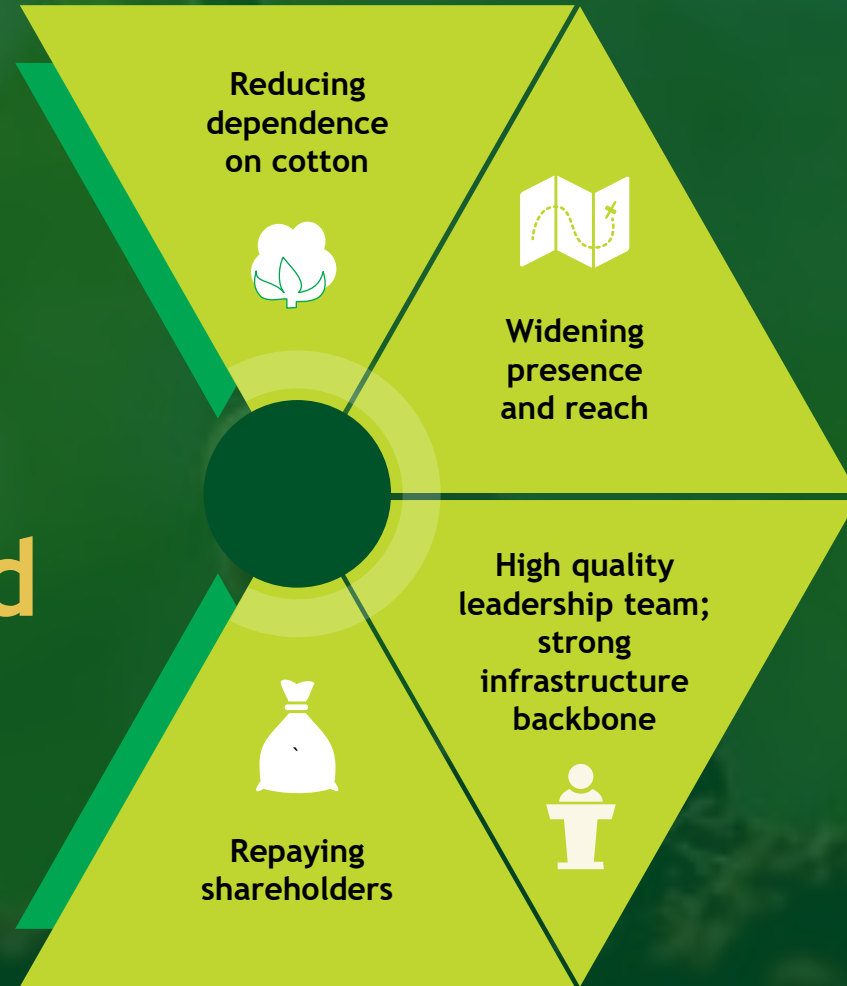 Reducing
dependence
on cotton
Widening
presence
and reach
d
High quality
leadership team;
strong
infrastructure
backbone
`
Repaying
shareholders